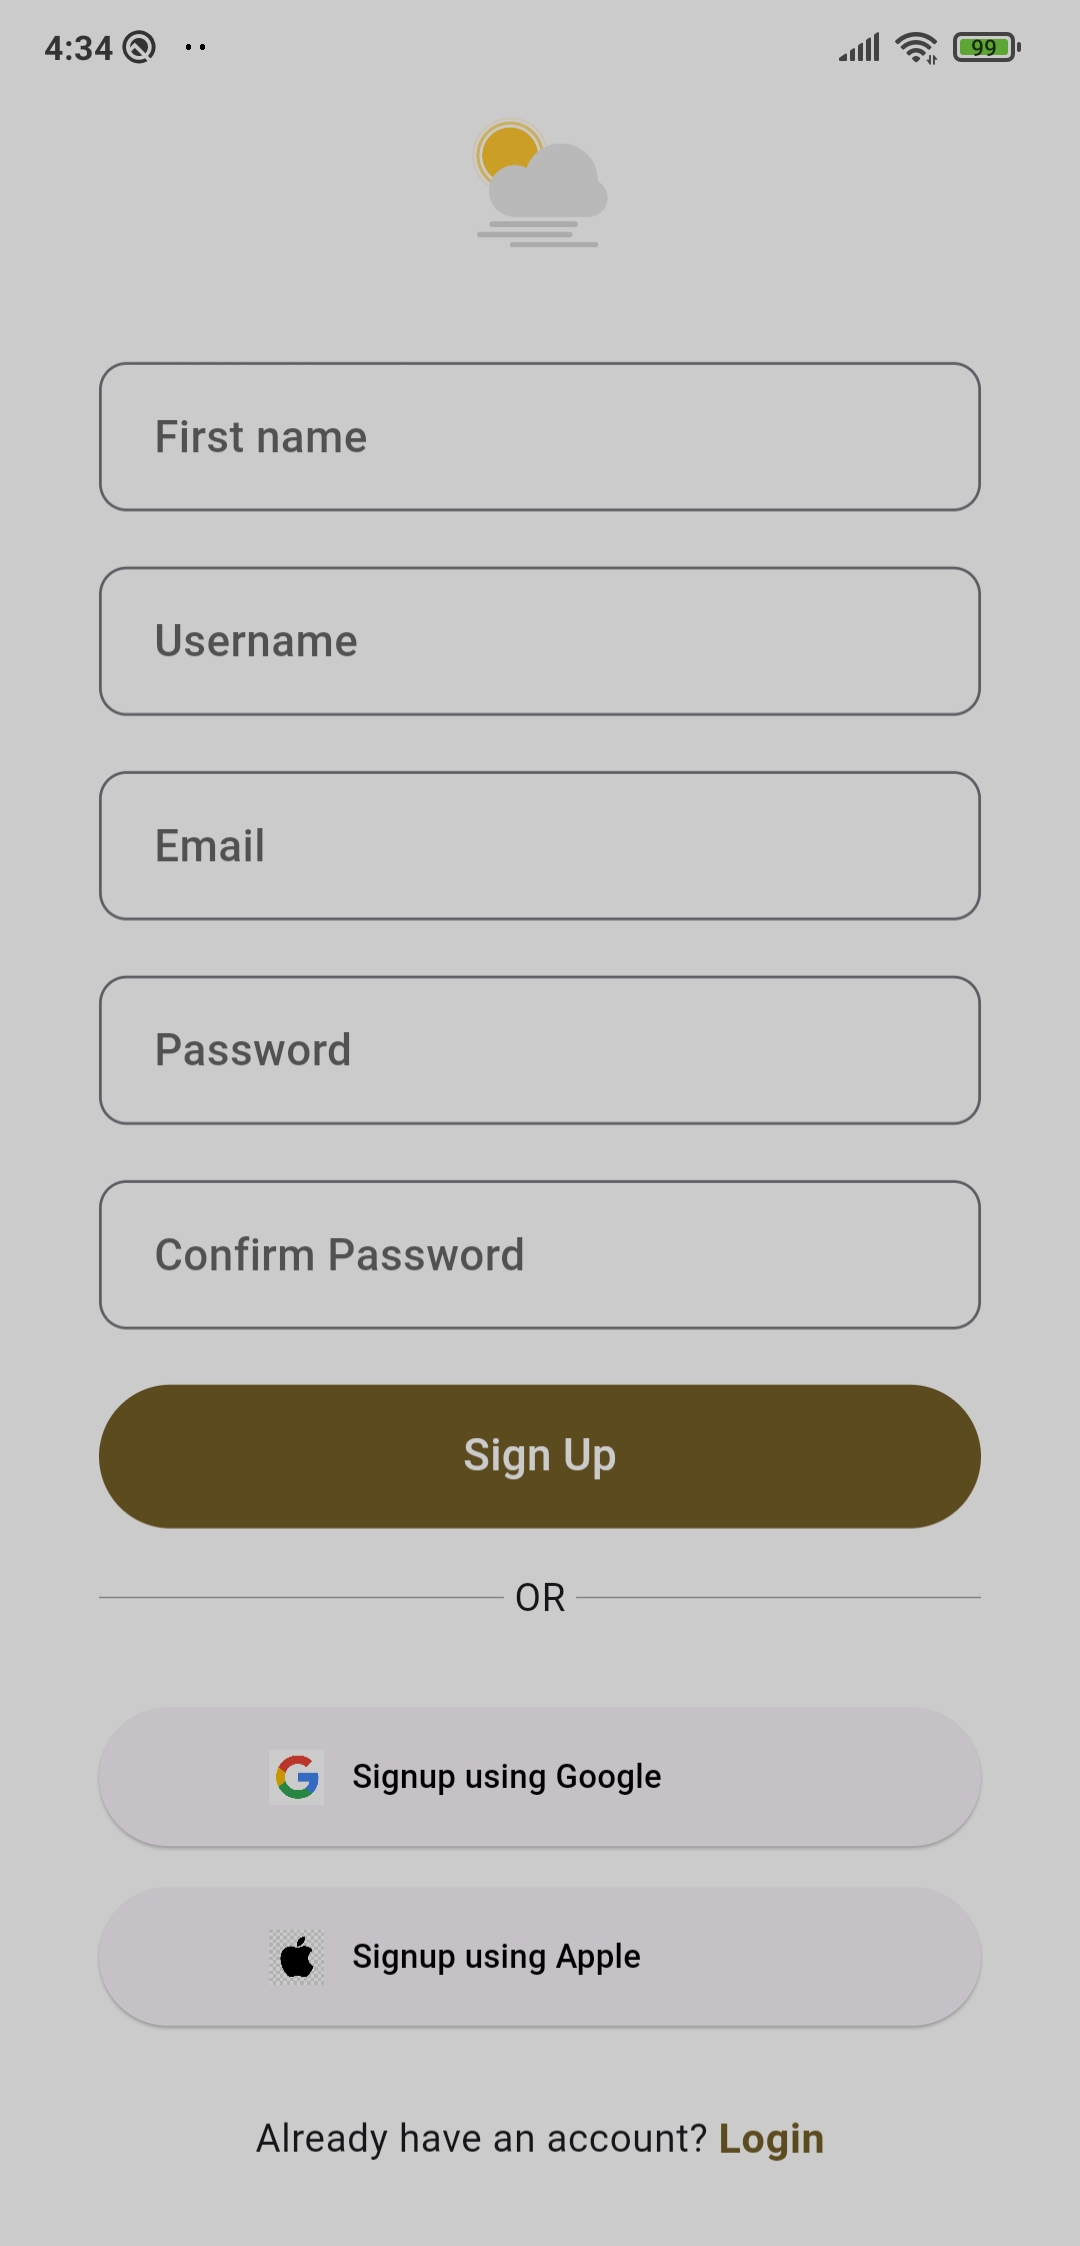 4:34
99
First name
Username
Email
Password
Confirm Password
Sign Up
OR
Signup using Google
Signup using Apple
Already have an account? Login